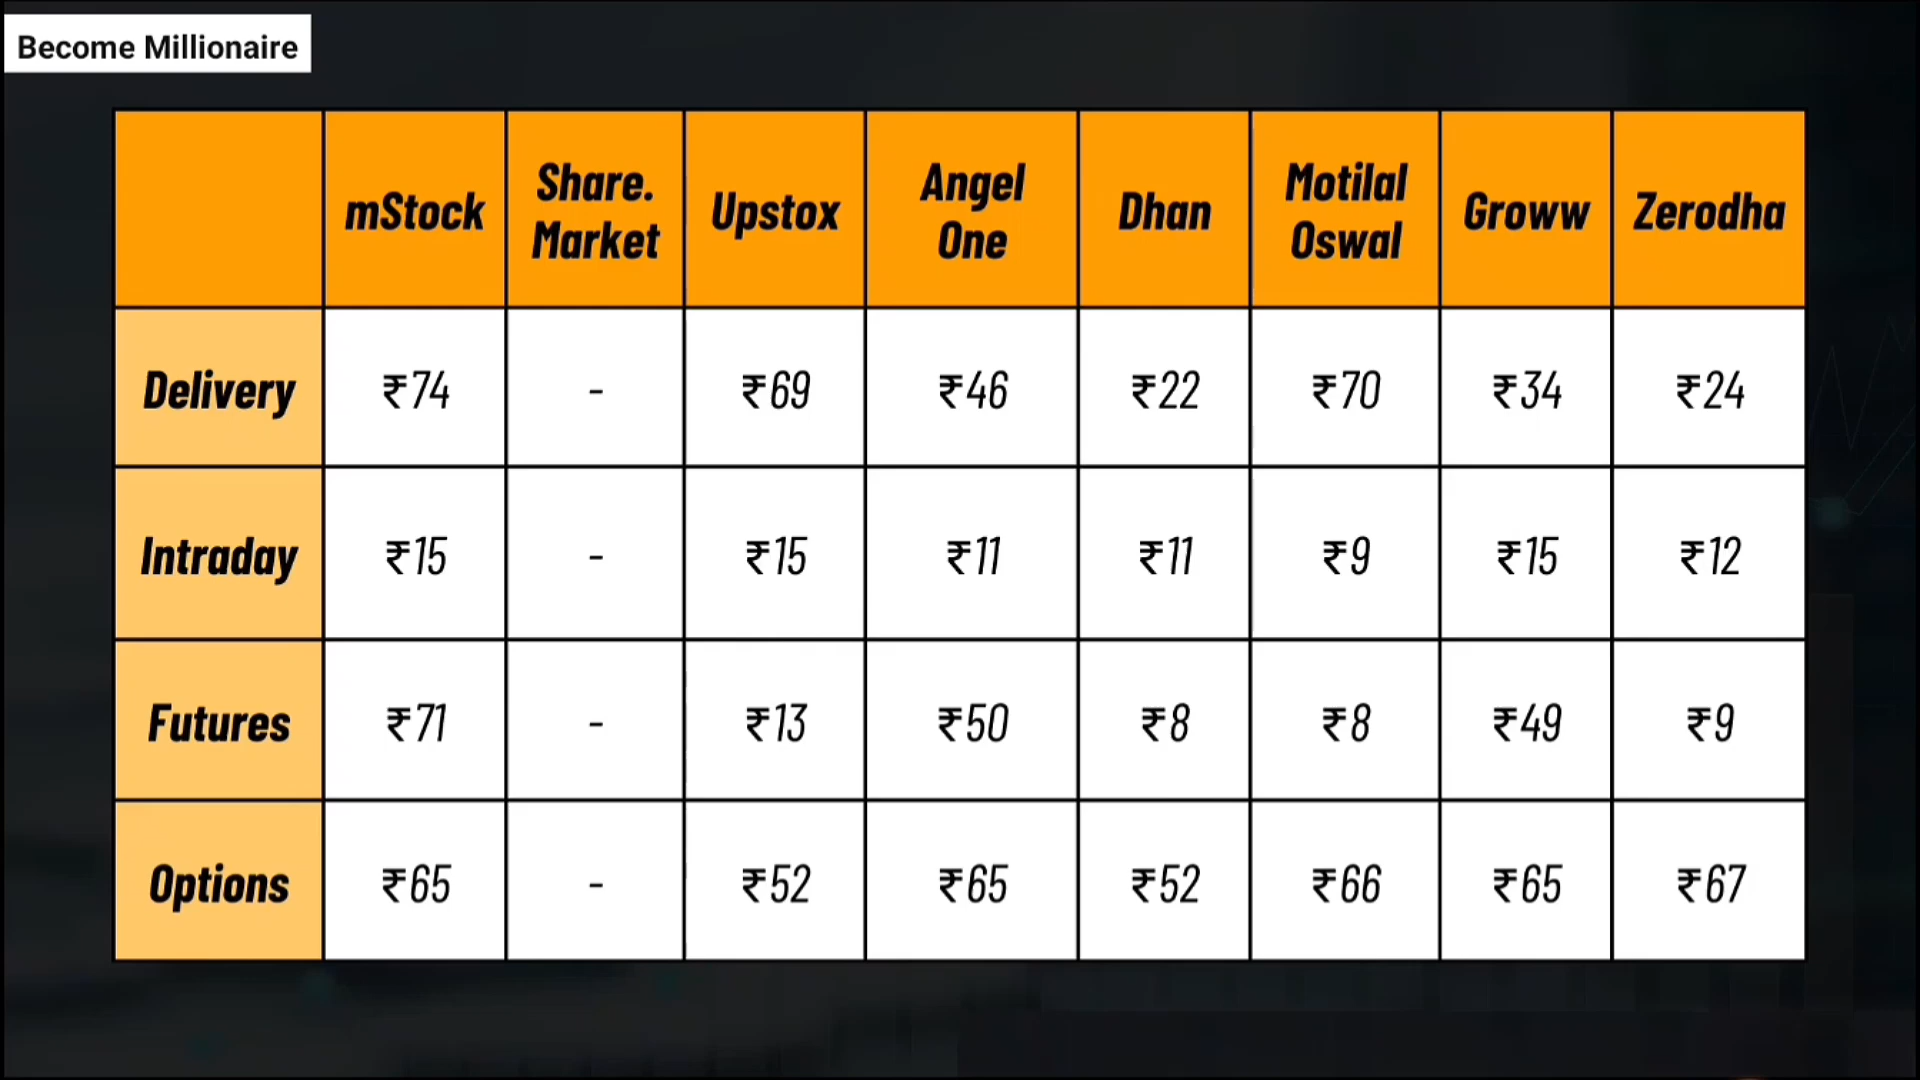 Become Millionaire
mStock Share. Market Upstox Angel One Dhan Motilal Oswal Groww Zerodha
Delivery ₹74 - ₹69 ₹46 ₹22 ₹70 ₹34 ₹24
Intraday ₹15 - ₹15 ₹11 ₹11 ₹9 ₹15 ₹12
Futures ₹71 - ₹13 ₹50 ₹8 ₹8 ₹49 ₹9
Options ₹65 - ₹52 ₹65 ₹52 ₹66 ₹65 ₹67